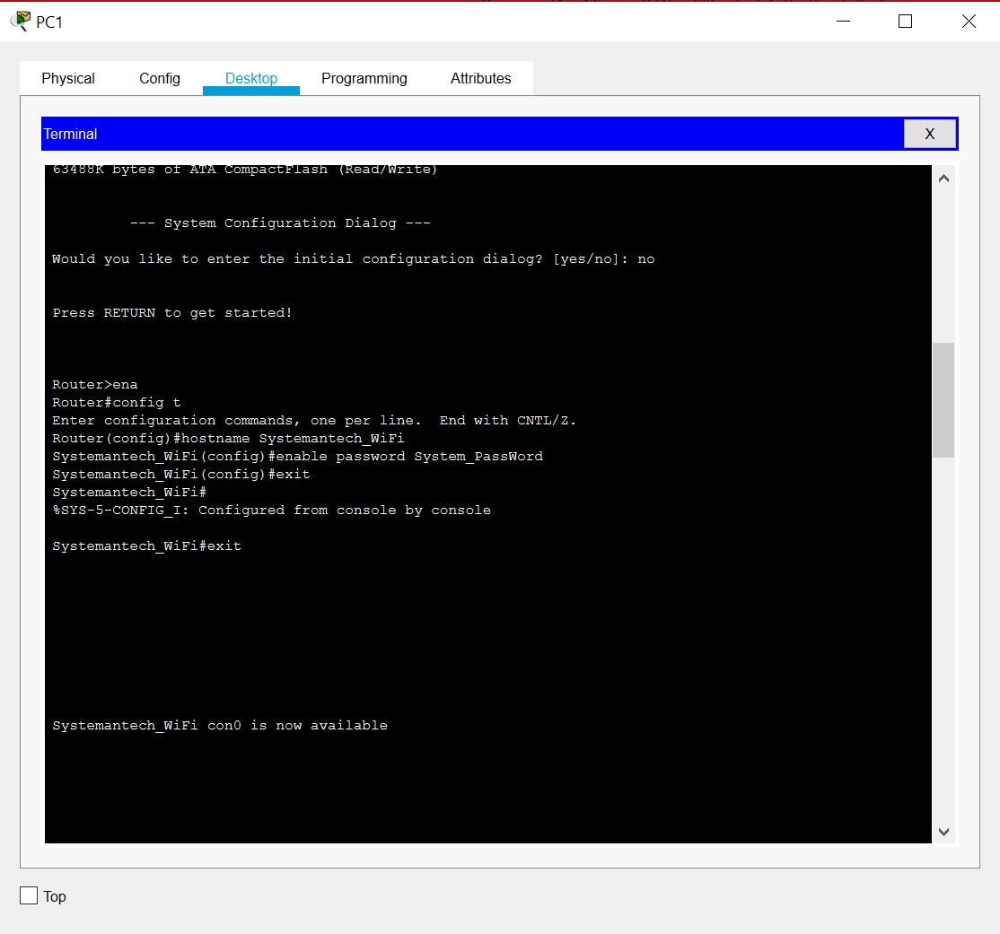 PC1
Physical Config Desktop Programming Attributes
Terminal X
63488K bytes of ATA CompactFlash (Read/Write)
--- System Configuration Dialog ---
Would you like to enter the initial configuration dialog? [yes/no]: no
Press RETURN to get started!
Router>ena
Router#config t
Enter configuration commands, one per line.  End with CNTL/Z.
Router(config)#hostname Systemantech_WiFi
Systemantech_WiFi(config)#enable password System_PassWord
Systemantech_WiFi(config)#exit
Systemantech_WiFi#
%SYS-5-CONFIG_I: Configured from console by console
Systemantech_WiFi#exit
Systemantech_WiFi con0 is now available
Top